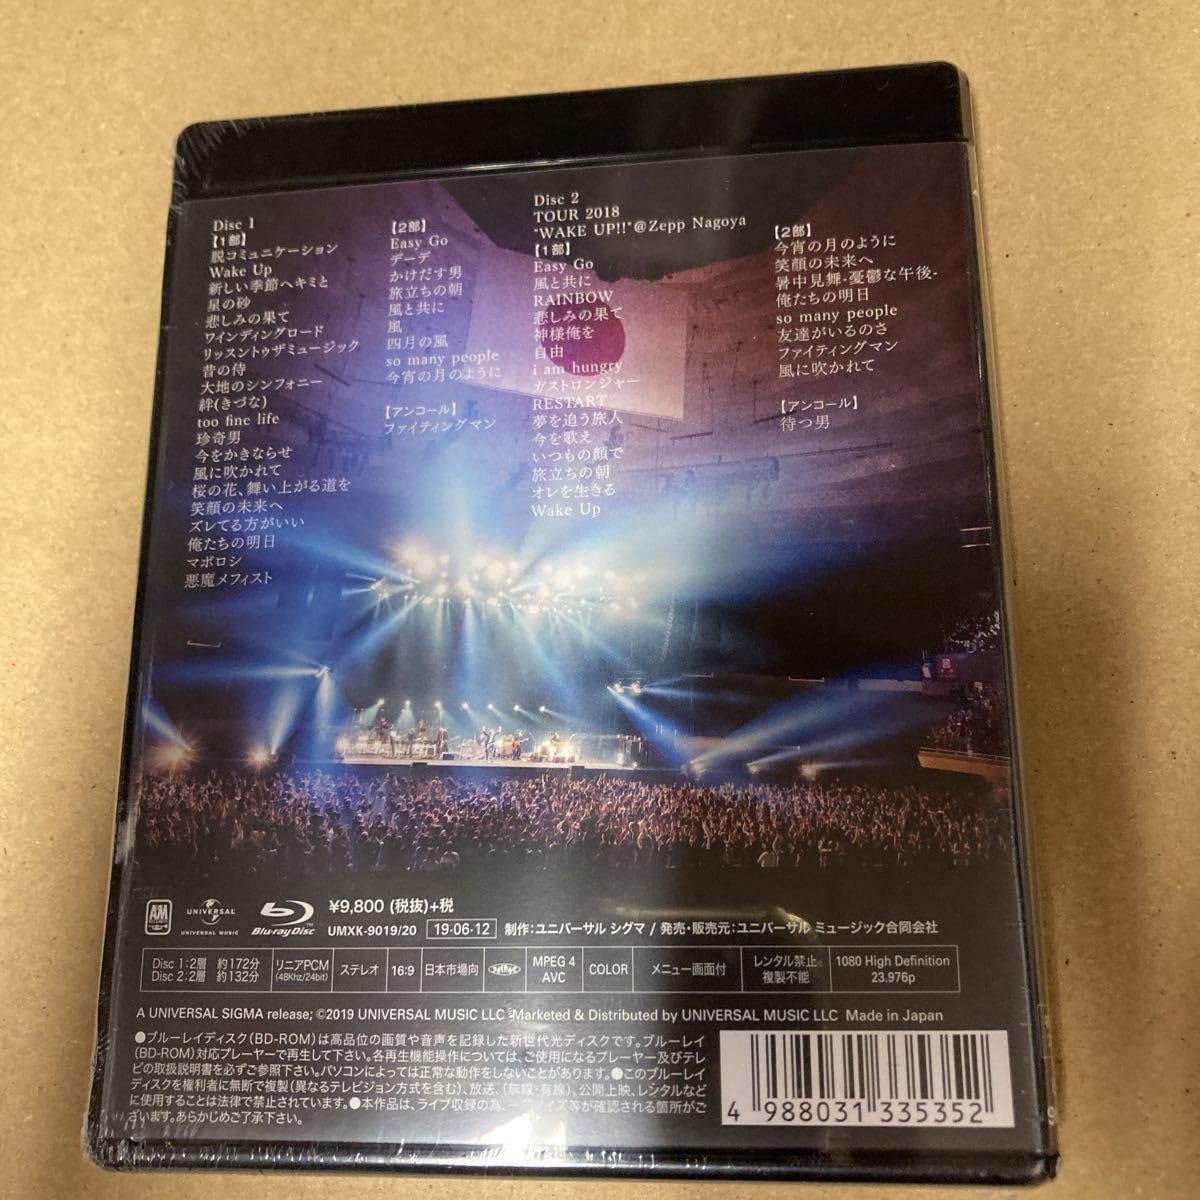 Disc 1
【1部】
脱コミュニケーション
Wake Up
新しい季節へキミと
星の砂
悲しみの果て
ワインディングロード
リッスントゥザミュージック
昔の侍
大地のシンフォニー
絆(きづな)
too fine life
珍奇男
今をかきならせ
風に吹かれて
桜の花、舞い上がる道を
笑顔の未来へ
ズレてる方がいい
俺たちの明日
マボロシ
悪魔メフィスト
【2部】
Easy Go
デーデ
かけだす男
旅立ちの朝
風と共に
風
四月の風
so many people
今宵の月のように
【アンコール】
ファイティングマン
Disc 2
TOUR 2018
"WAKE UP!!"@Zepp Nagoya
【1部】
Easy Go
風と共に
RAINBOW
悲しみの果て
神様俺を
自由
i am hungry
ガストロンジャー
RESTART
夢を追う旅人
今を歌え
いつもの顔で
旅立ちの朝
オレを生きる
Wake Up
【2部】
今宵の月のように
笑顔の未来へ
暑中見舞-憂鬱な午後-
俺たちの明日
so many people
友達がいるのさ
ファイティングマン
風に吹かれて
【アンコール】
待つ男
A&M RECORDS
UNIVERSAL
UNIVERSAL MUSIC
Blu-ray Disc
¥9,800 (税抜)+税
UMXK-9019/20 19·06·12 制作:ユニバーサル シグマ / 発売・販売元:ユニバーサル ミュージック合同会社
Disc 1:2層 約172分
Disc 2:2層 約132分
リニアPCM
(48Khz/24bit)
ステレオ
16:9
日本市場向
MPEG 4
AVC
COLOR
メニュー画面付
レンタル禁止
複製不能
1080 High Definition
23.976p
A UNIVERSAL SIGMA release; ©2019 UNIVERSAL MUSIC LLC Marketed & Distributed by UNIVERSAL MUSIC LLC Made in Japan
●ブルーレイディスク(BD-ROM)は高品位の画質や音声を記録した新世代光ディスクです。ブルーレイ
(BD-ROM)対応プレーヤーで再生して下さい。各再生機能操作については、ご使用になるプレーヤー及びテレ
ビの取扱説明書を必ずご参照下さい。パソコンによっては正常な動作をしないことがあります。●このブルーレイ
ディスクを権利者に無断で複製(異なるテレビジョン方式を含む)、放送、(無線・有線)、公開上映、レンタルなど
に使用することは法律で禁止されています。●本作品は、ライブ収録の為、一部ノイズ等が確認される箇所がご
ざいます。あらかじめご了承下さい。
4 988031 335352